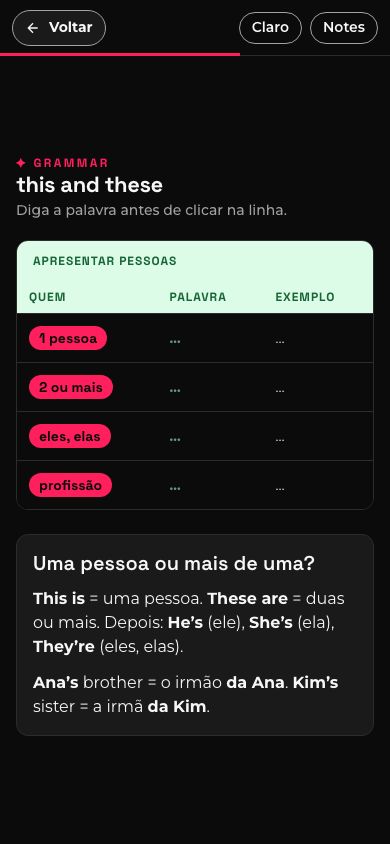 ← Voltar
Claro
Notes
✦ GRAMMAR
this and these
Diga a palavra antes de clicar na linha.
APRESENTAR PESSOAS
QUEM PALAVRA EXEMPLO
1 pessoa ... ...
2 ou mais ... ...
eles, elas ... ...
profissão ... ...
Uma pessoa ou mais de uma?
This is = uma pessoa. These are = duas
ou mais. Depois: He’s (ele), She’s (ela),
They’re (eles, elas).
Ana’s brother = o irmão da Ana. Kim’s
sister = a irmã da Kim.